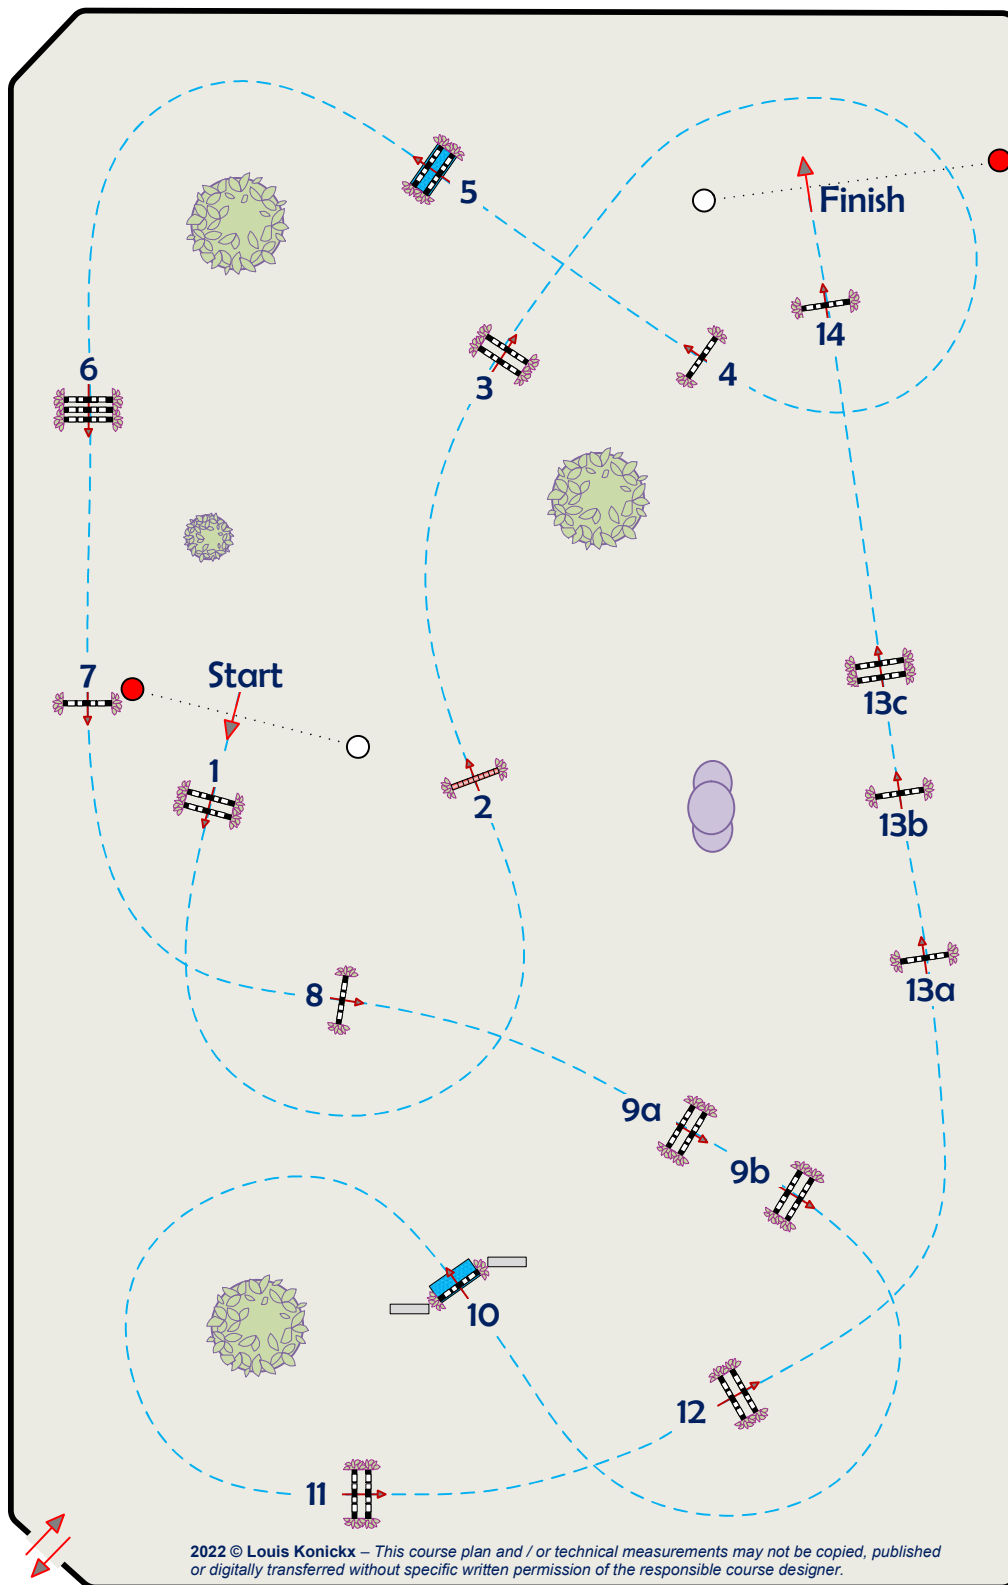 5
Finish
14
6
3
4
Start
7
13c
1
2
13b
13a
8
9a
9b
10
12
11
2022 © Louis Konickx – This course plan and / or technical measurements may not be copied, published
or digitally transferred without specific written permission of the responsible course designer.